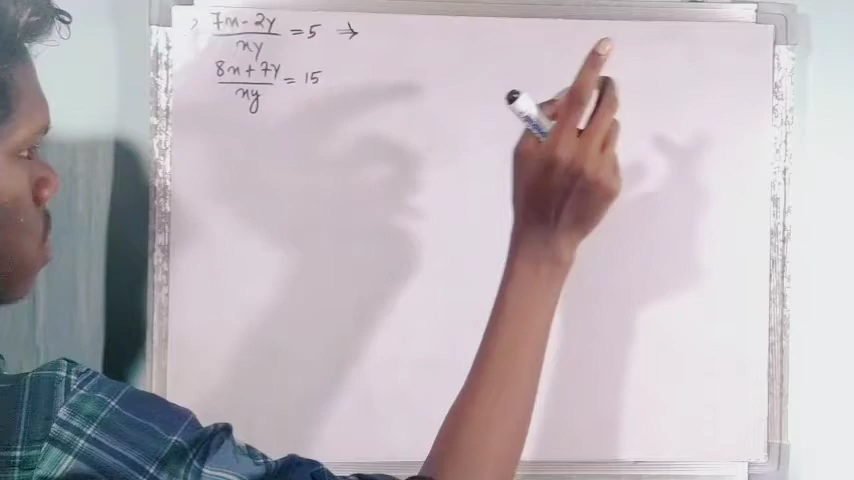 7x - 2y
xy = 5 ⇒
8x + 7y
xy = 15